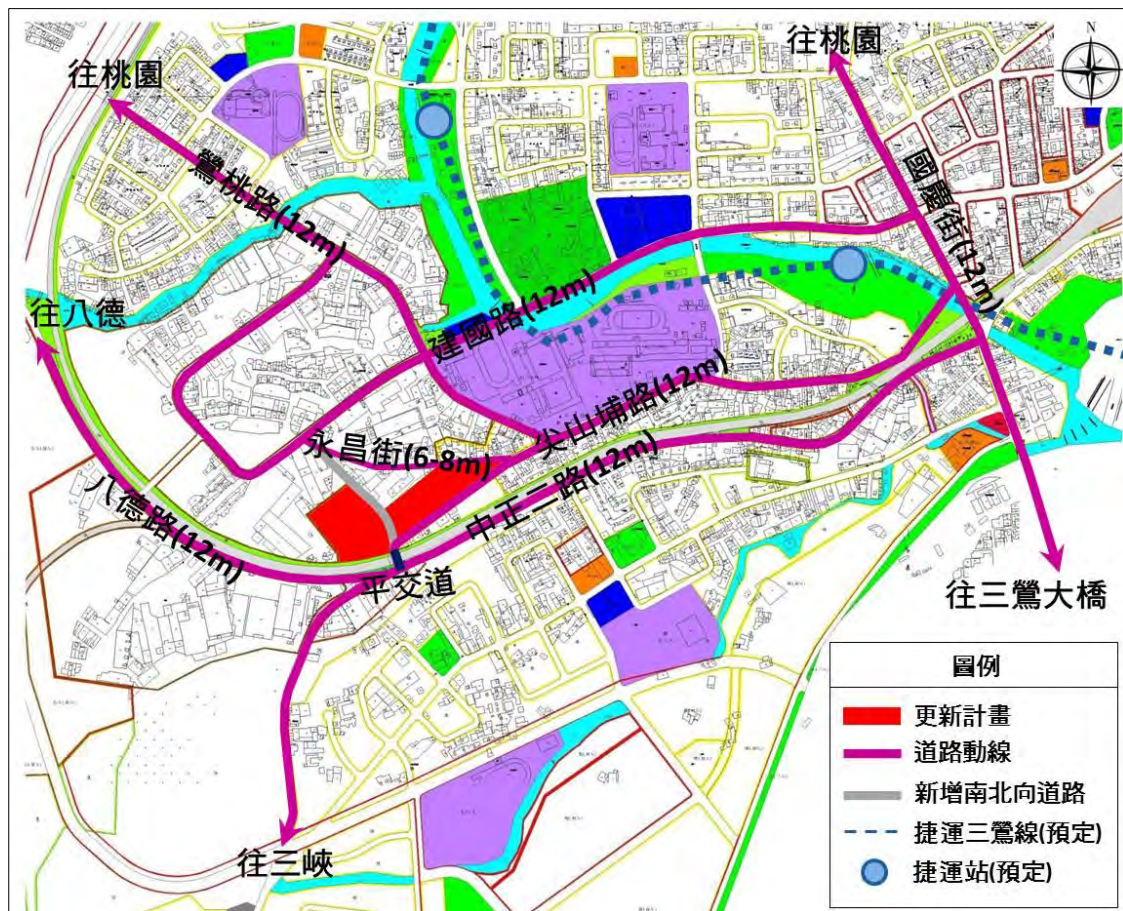 往桃園
往桃園
N
鶯桃路(12m)
國慶街(12m)
往八德
建國路(12m)
尖山埔路(12m)
永昌街(6-8m)
中正二路(12m)
八德路(12m)
平交道
往三鶯大橋
往三峽
圖例
更新計畫
道路動線
新增南北向道路
捷運三鶯線(預定)
捷運站(預定)